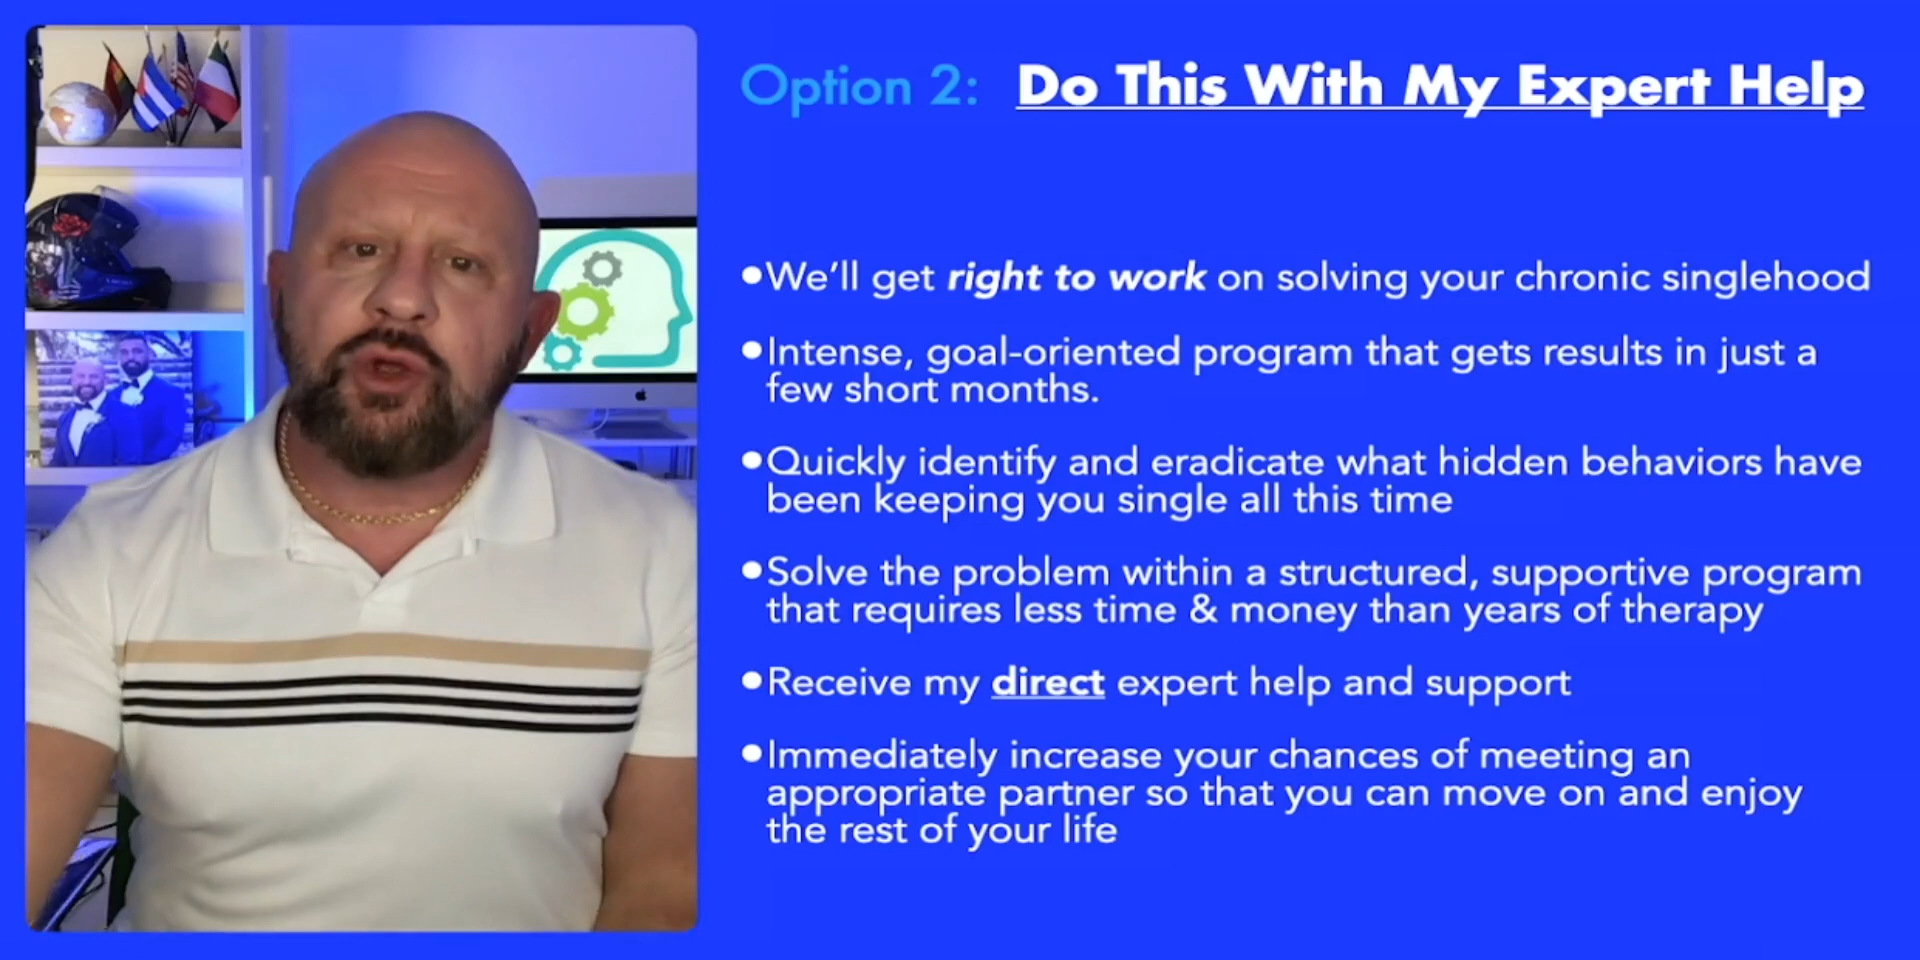 Option 2: Do This With My Expert Help
•We’ll get right to work on solving your chronic singlehood
•Intense, goal-oriented program that gets results in just a
few short months.
•Quickly identify and eradicate what hidden behaviors have
been keeping you single all this time
•Solve the problem within a structured, supportive program
that requires less time & money than years of therapy
•Receive my direct expert help and support
•Immediately increase your chances of meeting an
appropriate partner so that you can move on and enjoy
the rest of your life